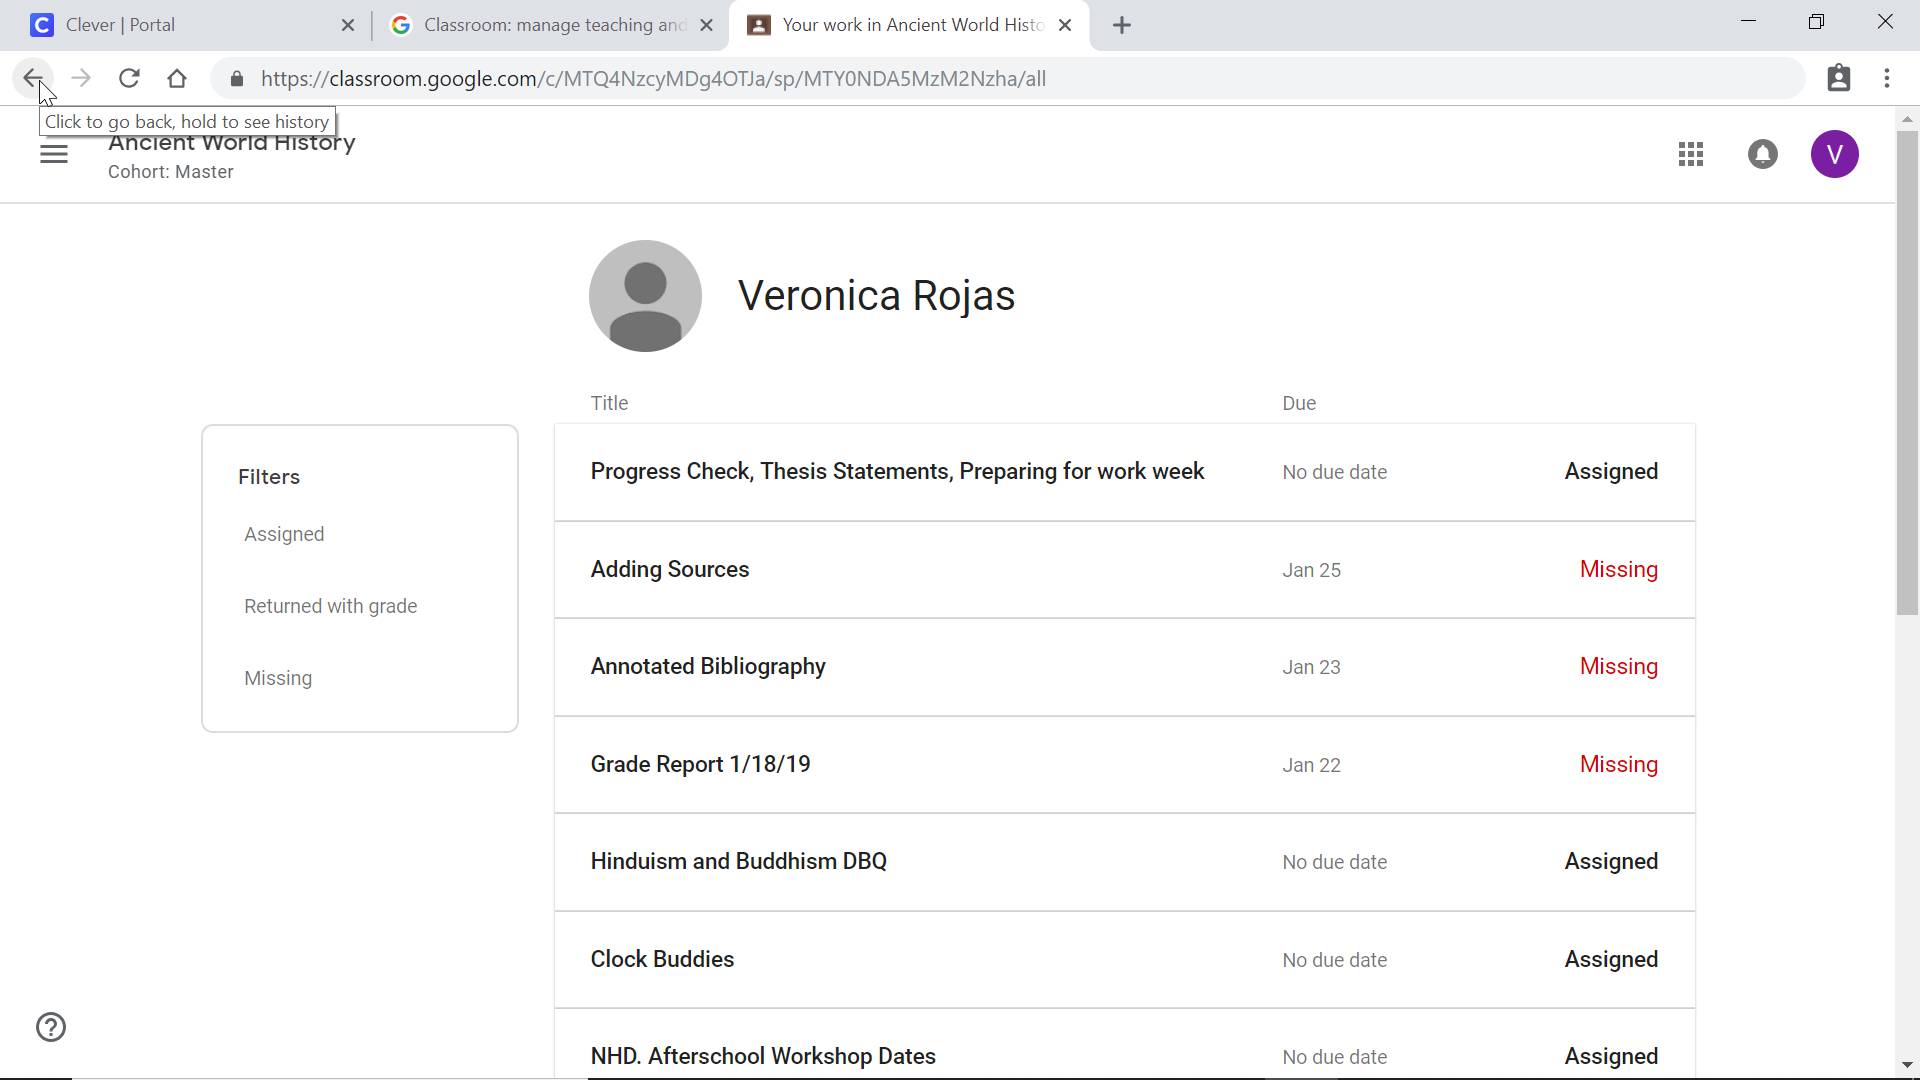 Clever | Portal
Classroom: manage teaching and
Your work in Ancient World Histo
https://classroom.google.com/c/MTQ4NzcyMDg4OTJa/sp/MTY0NDA5MzM2Nzha/all
Click to go back, hold to see history
Ancient World History
Cohort: Master
V
Veronica Rojas
Title Due
Filters
Assigned
Returned with grade
Missing
Progress Check, Thesis Statements, Preparing for work week No due date Assigned
Adding Sources Jan 25 Missing
Annotated Bibliography Jan 23 Missing
Grade Report 1/18/19 Jan 22 Missing
Hinduism and Buddhism DBQ No due date Assigned
Clock Buddies No due date Assigned
NHD. Afterschool Workshop Dates No due date Assigned